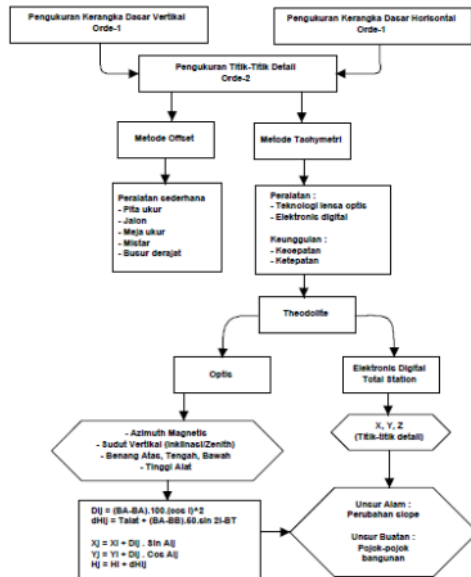 Pengukuran Kerangka Dasar Vertikal
Orde-1
Pengukuran Kerangka Dasar Horisontal
Orde-1
Pengukuran Titik-Titik Detail
Orde-2
Metode Offset
Metode Tachymetri
Peralatan sederhana
- Pita ukur
- Jalon
- Meja ukur
- Mistar
- Busur derajat
Peralatan :
- Teknologi lensa optis
- Elektronis digital
Keunggulan :
- Kecepatan
- Ketepatan
Theodolite
Optis
Elektronis Digital
Total Station
- Azimuth Magnetis
- Sudut Vertikal (Inklinasi/Zenith)
- Benang Atas, Tengah, Bawah
- Tinggi Alat
X, Y, Z
(Titik-titik detail)
Dij = (BA-BA).100.(cos i)^2
dHij = Talat + (BA-BB).50.sin 2i-BT
Xj = Xi + Dij . Sin Aij
Yj = Yi + Dij . Cos Aij
Hj = Hi + dHij
Unsur Alam :
Perubahan slope
Unsur Buatan :
Pojok-pojok
bangunan